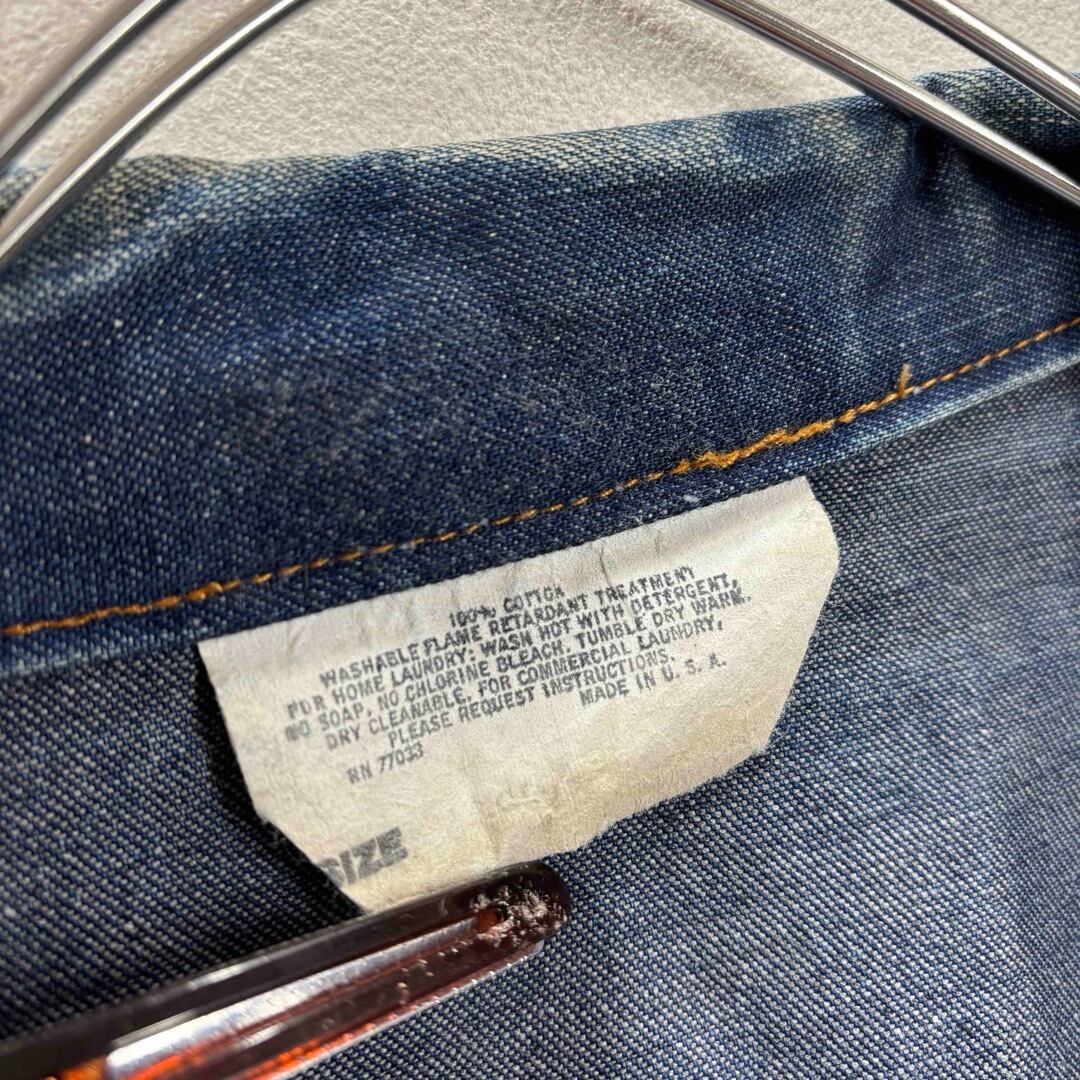 100% COTTON
WASHABLE FLAME RETARDANT TREATMENT
FOR HOME LAUNDRY: WASH HOT WITH DETERGENT,
NO SOAP, NO CHLORINE BLEACH. TUMBLE DRY WARM.
DRY CLEANABLE. FOR COMMERCIAL LAUNDRY,
PLEASE REQUEST INSTRUCTIONS.
RN 77033 MADE IN U. S. A.
SIZE